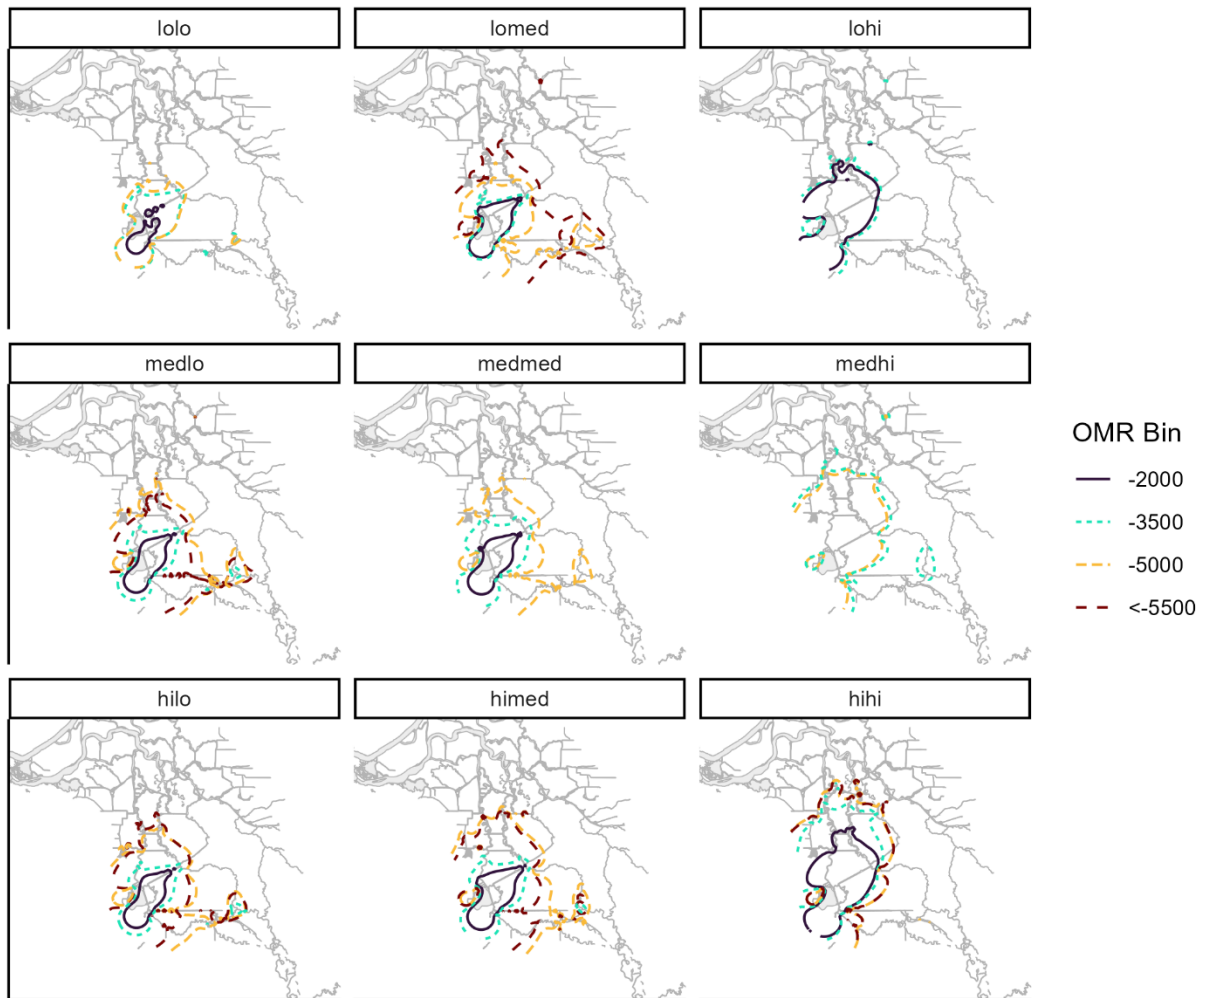 lolo lomed lohi
medlo medmed medhi
OMR Bin
-2000
-3500
-5000
<-5500
hilo himed hihi